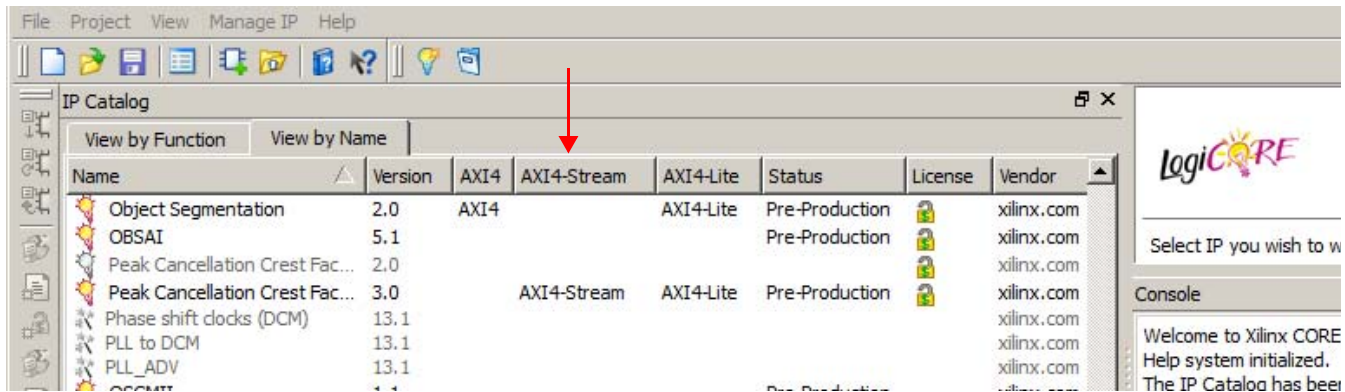 File Project View Manage IP Help
IP Catalog
View by Function View by Name
Name Version AXI4 AXI4-Stream AXI4-Lite Status License Vendor
Object Segmentation 2.0 AXI4 AXI4-Lite Pre-Production xilinx.com
OBSAI 5.1 Pre-Production xilinx.com
Peak Cancellation Crest Fac... 2.0 xilinx.com
Peak Cancellation Crest Fac... 3.0 AXI4-Stream AXI4-Lite Pre-Production xilinx.com
Phase shift clocks (DCM) 13.1 xilinx.com
PLL to DCM 13.1 xilinx.com
PLL_ADV 13.1 xilinx.com
LogiCORE
Select IP you wish to w
Console
Welcome to Xilinx CORE
Help system initialized.
The IP Catalog has been